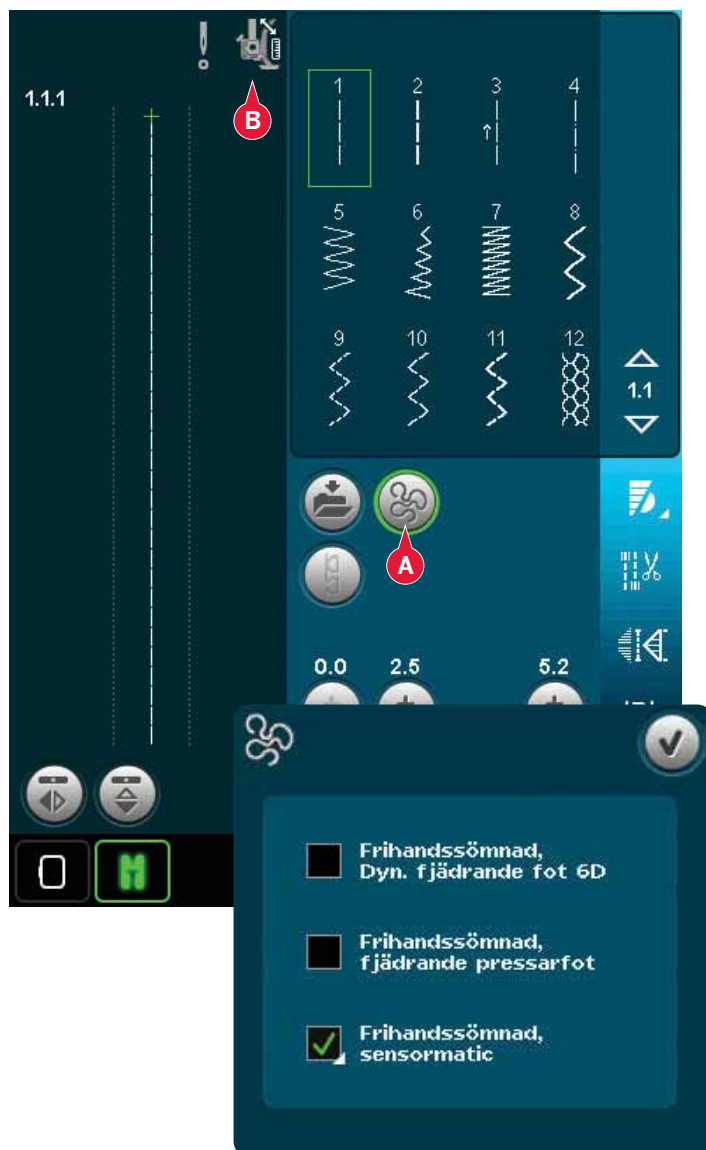 B
1.1.1
1 2 3 4
5 6 7 8
9 10 11 12
1.1
A
0.0 2.5 5.2
Frihandssömnad,
Dyn. fjädrande fot 6D
Frihandssömnad,
fjädrande pressarfot
Frihandssömnad,
sensormatic